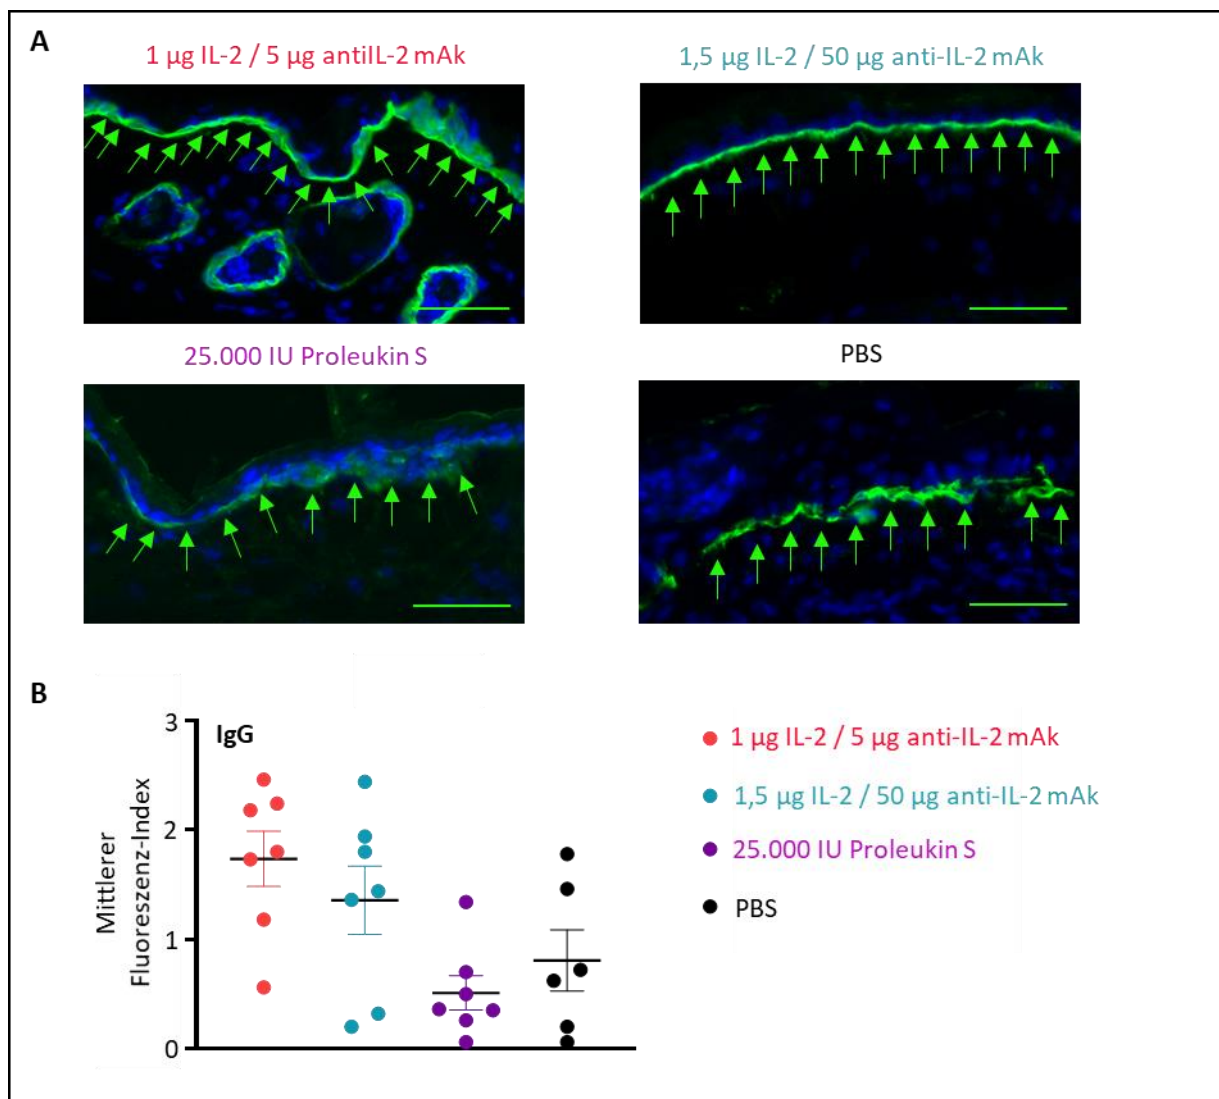 A
1 µg IL-2 / 5 µg antiIL-2 mAk
1,5 µg IL-2 / 50 µg anti-IL-2 mAk
25.000 IU Proleukin S
PBS
B
3
2
1
0
Mittlerer
Fluoreszenz-Index
IgG
1 µg IL-2 / 5 µg anti-IL-2 mAk
1,5 µg IL-2 / 50 µg anti-IL-2 mAk
25.000 IU Proleukin S
PBS